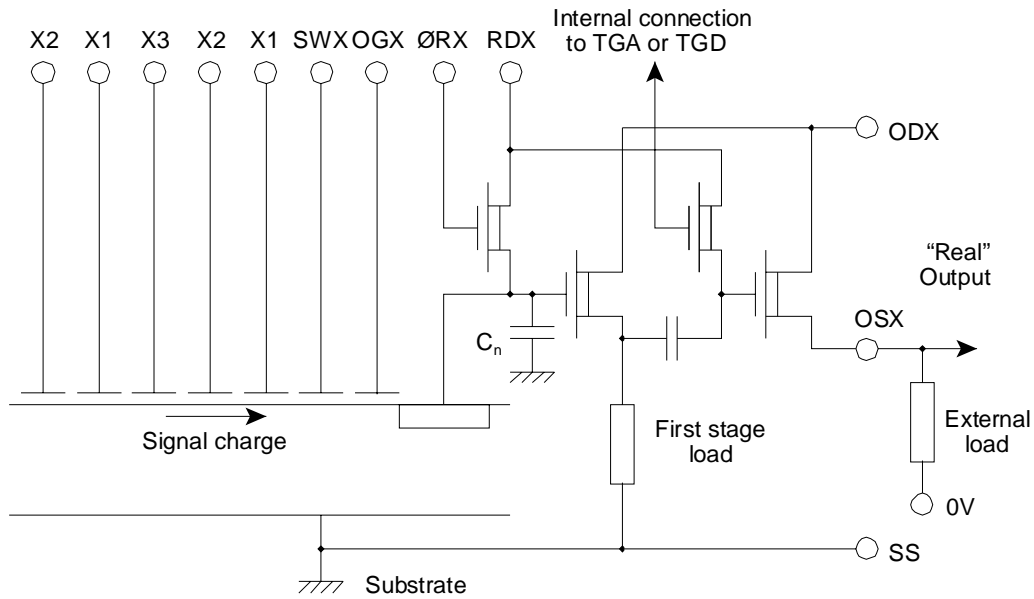 Internal connection
to TGA or TGD
X2 X1 X3 X2 X1 SWX OGX ØRX RDX
ODX
“Real”
Output
OSX
Cn
Signal charge
First stage
load
External
load
0V
SS
Substrate